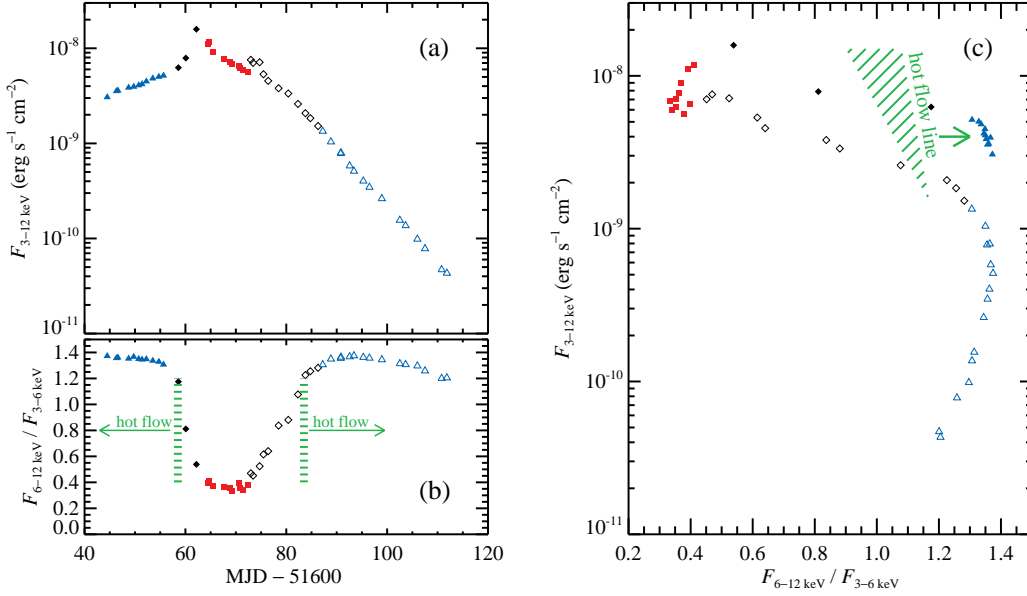 (a)
10⁻⁸
10⁻⁹
10⁻¹⁰
10⁻¹¹
F₃₋₁₂ ₖₑV (erg s⁻¹ cm⁻²)
1.4
1.2
1.0
0.8
0.6
0.4
0.2
0.0
F₆₋₁₂ ₖₑV / F₃₋₆ ₖₑV
hot flow
hot flow
(b)
40 60 80 100 120
MJD – 51600
(c)
10⁻⁸
10⁻⁹
10⁻¹⁰
10⁻¹¹
F₃₋₁₂ ₖₑV (erg s⁻¹ cm⁻²)
hot flow line
0.2 0.4 0.6 0.8 1.0 1.2 1.4
F₆₋₁₂ ₖₑV / F₃₋₆ ₖₑV